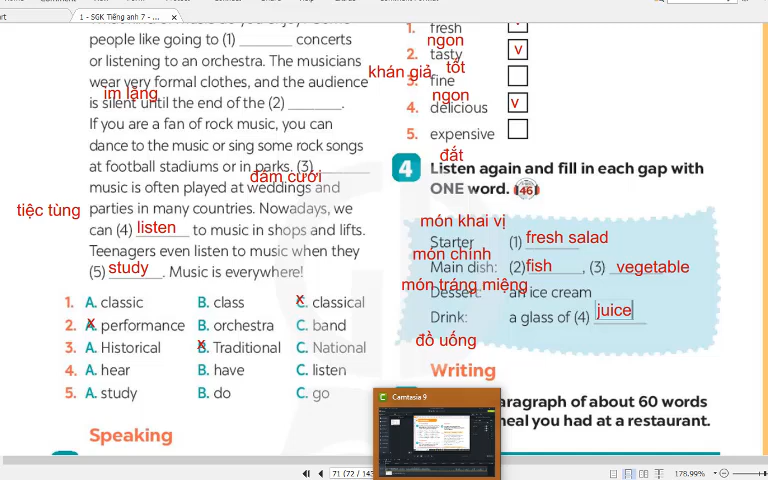 1 - SGK Tiếng anh 7 -...
people like going to (1) ________ concerts
or listening to an orchestra. The musicians
wear very formal clothes, and the audience
khán giả
im lặng
is silent until the end of the (2) ________.
If you are a fan of rock music, you can
dance to the music or sing some rock songs
at football stadiums or in parks. (3) ________
đám cưới
music is often played at weddings and
tiệc tùng
parties in many countries. Nowadays, we
can (4) listen to music in shops and lifts.
Teenagers even listen to music when they
(5) study. Music is everywhere!
1. A. classic B. class x C. classical
2. x A. performance B. orchestra C. band
3. A. Historical x B. Traditional C. National
4. A. hear B. have C. listen
5. A. study B. do C. go
Speaking
1. fresh v
ngon
2. tasty v
tốt
3. fine
ngon
4. delicious v
5. expensive
đắt
4 Listen again and fill in each gap with
ONE word. (46)
món khai vị
Starter (1) fresh salad
món chính
Main dish: (2) fish, (3) vegetable
món tráng miệng
Dessert: an ice cream
Drink: a glass of (4) juice
đồ uống
Writing
aragraph of about 60 words
neal you had at a restaurant.
Camtasia 9
71 (72 / 143
178.99%